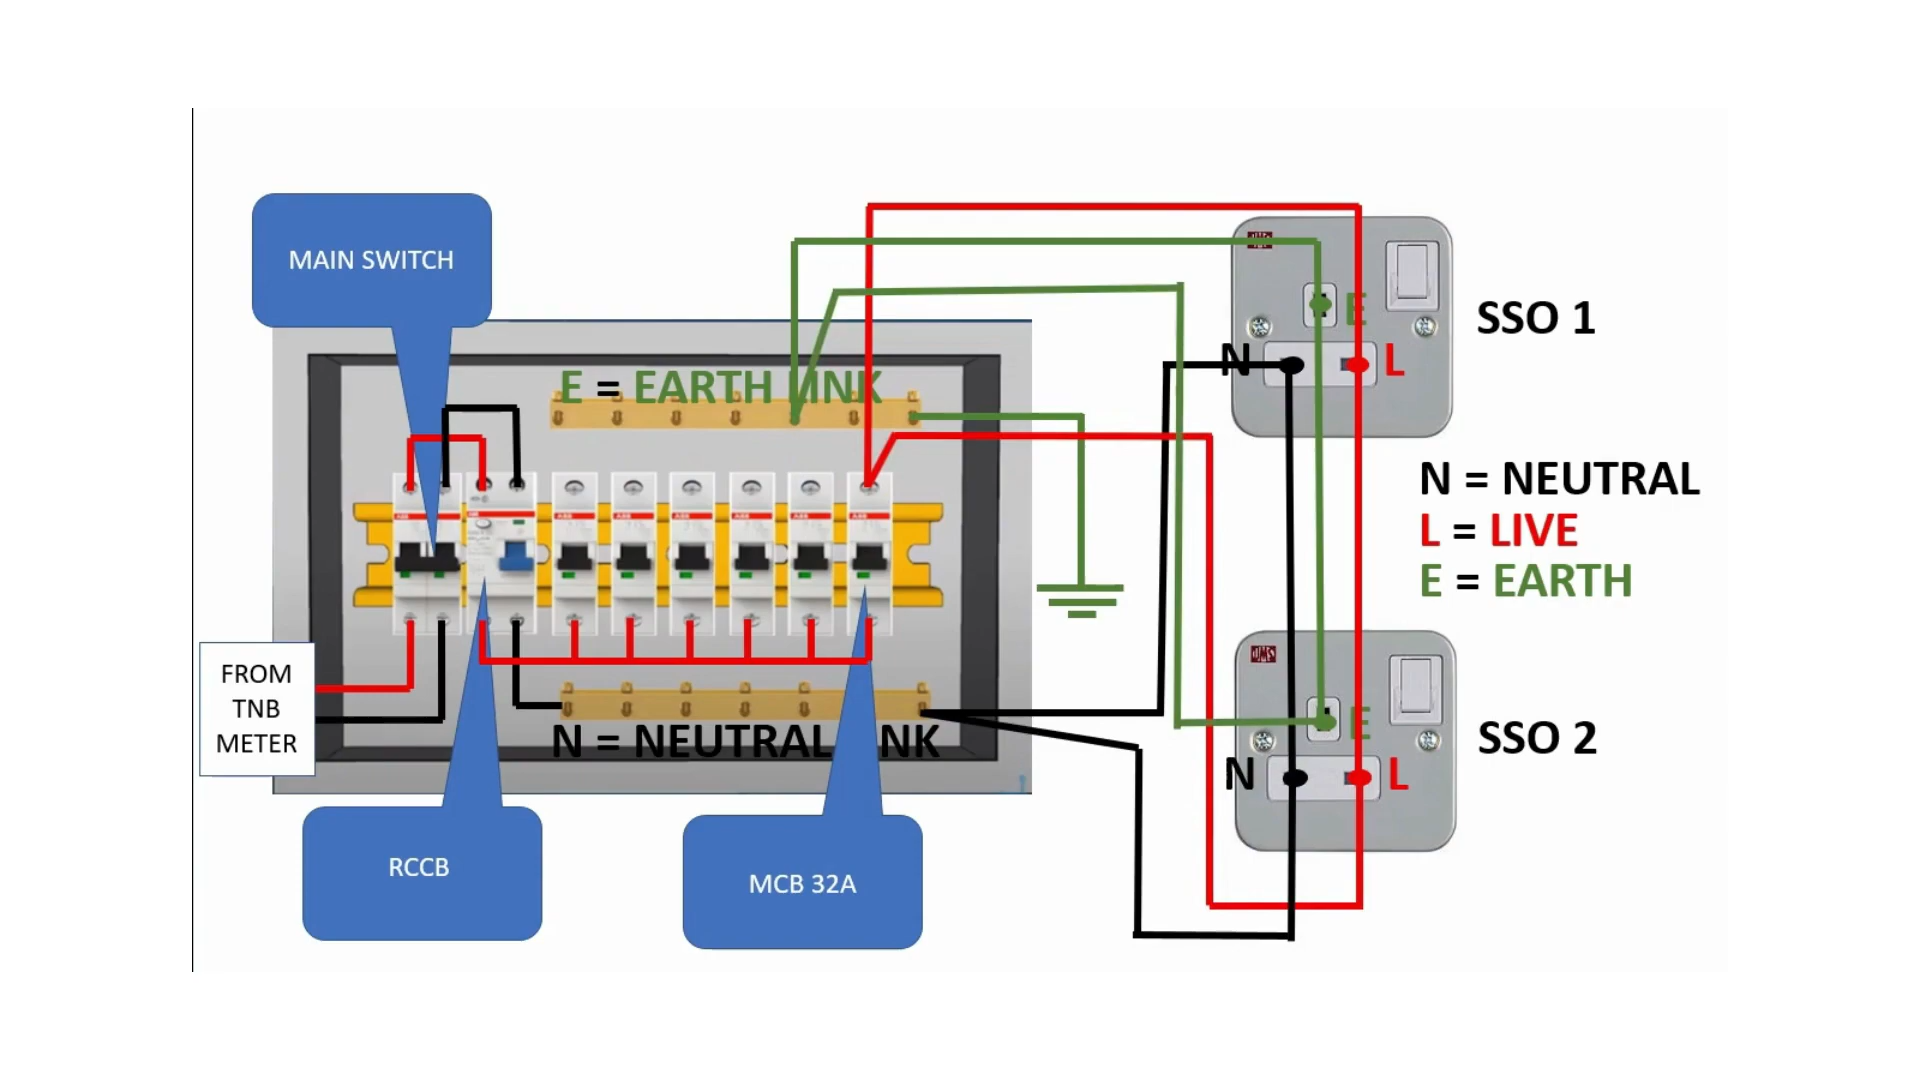 MAIN SWITCH
E = EARTH LINK
E
SSO 1
N
L
N = NEUTRAL
L = LIVE
E = EARTH
FROM
TNB
METER
E
SSO 2
N = NEUTRAL NK
N
L
RCCB
MCB 32A